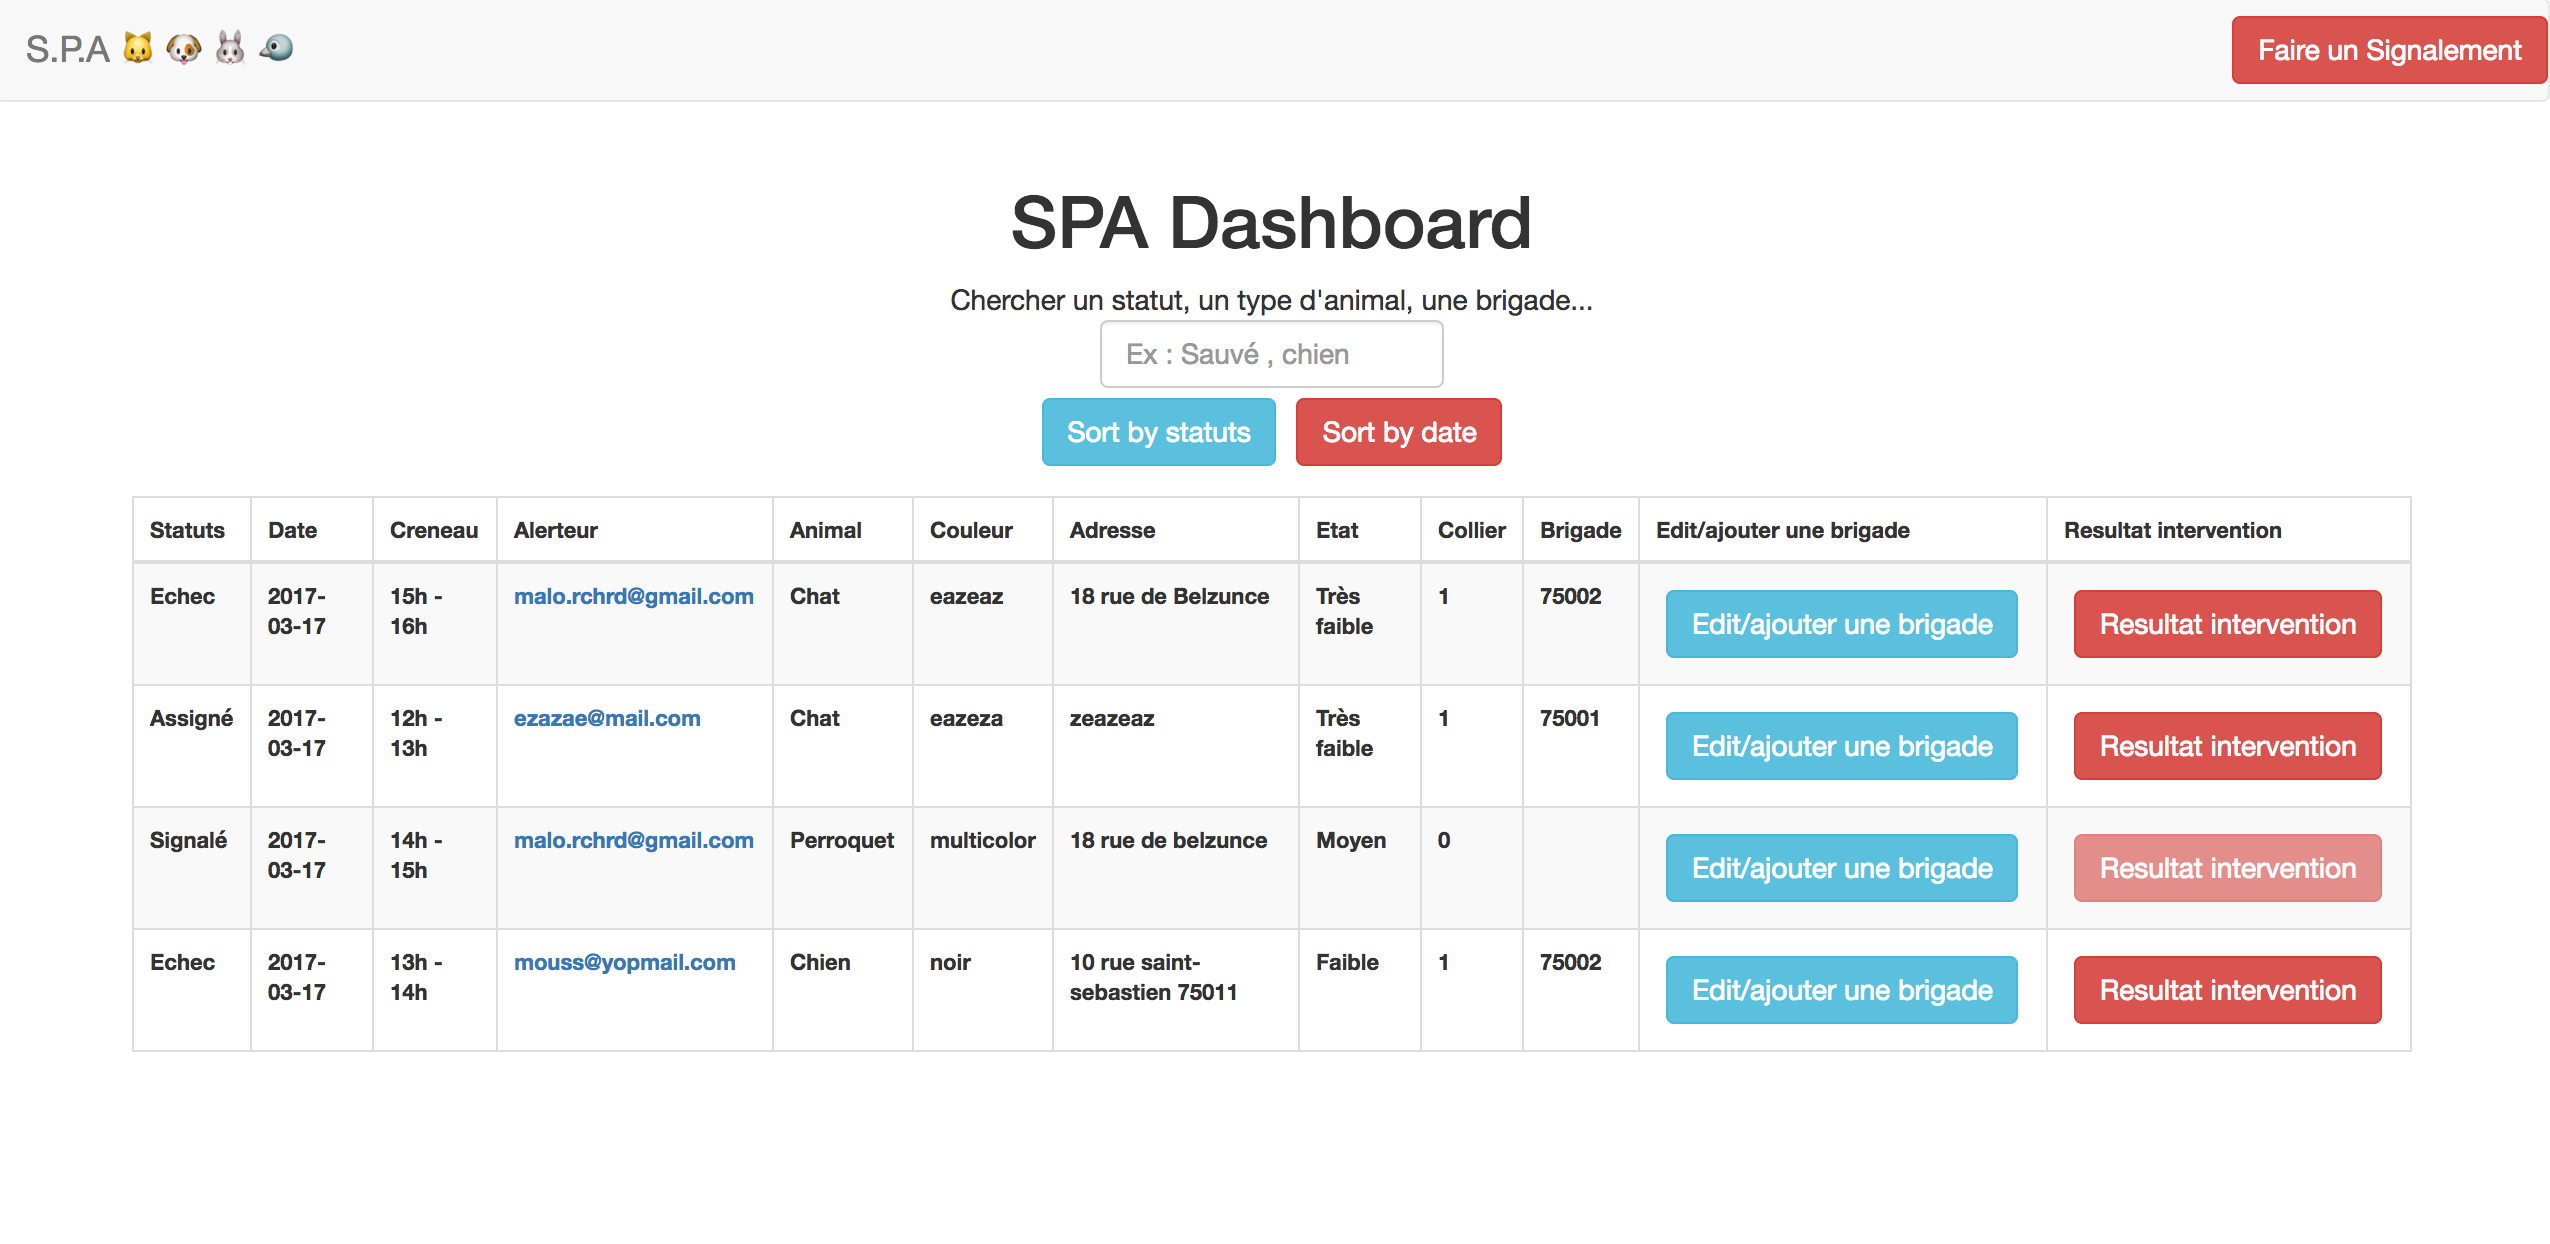 S.P.A 🐱 🐶 🐰 🐦
Faire un Signalement
SPA Dashboard
Chercher un statut, un type d'animal, une brigade...
Ex : Sauvé , chien
Sort by statuts Sort by date
Statuts Date Creneau Alerteur Animal Couleur Adresse Etat Collier Brigade Edit/ajouter une brigade Resultat intervention
Echec 2017- 15h - malo.rchrd@gmail.com Chat eazeaz 18 rue de Belzunce Très 1 75002 Edit/ajouter une brigade Resultat intervention
03-17 16h faible
Assigné 2017- 12h - ezazae@mail.com Chat eazeza zeazeaz Très 1 75001 Edit/ajouter une brigade Resultat intervention
03-17 13h faible
Signalé 2017- 14h - malo.rchrd@gmail.com Perroquet multicolor 18 rue de belzunce Moyen 0 Edit/ajouter une brigade Resultat intervention
03-17 15h
Echec 2017- 13h - mouss@yopmail.com Chien noir 10 rue saint- Faible 1 75002 Edit/ajouter une brigade Resultat intervention
03-17 14h sebastien 75011